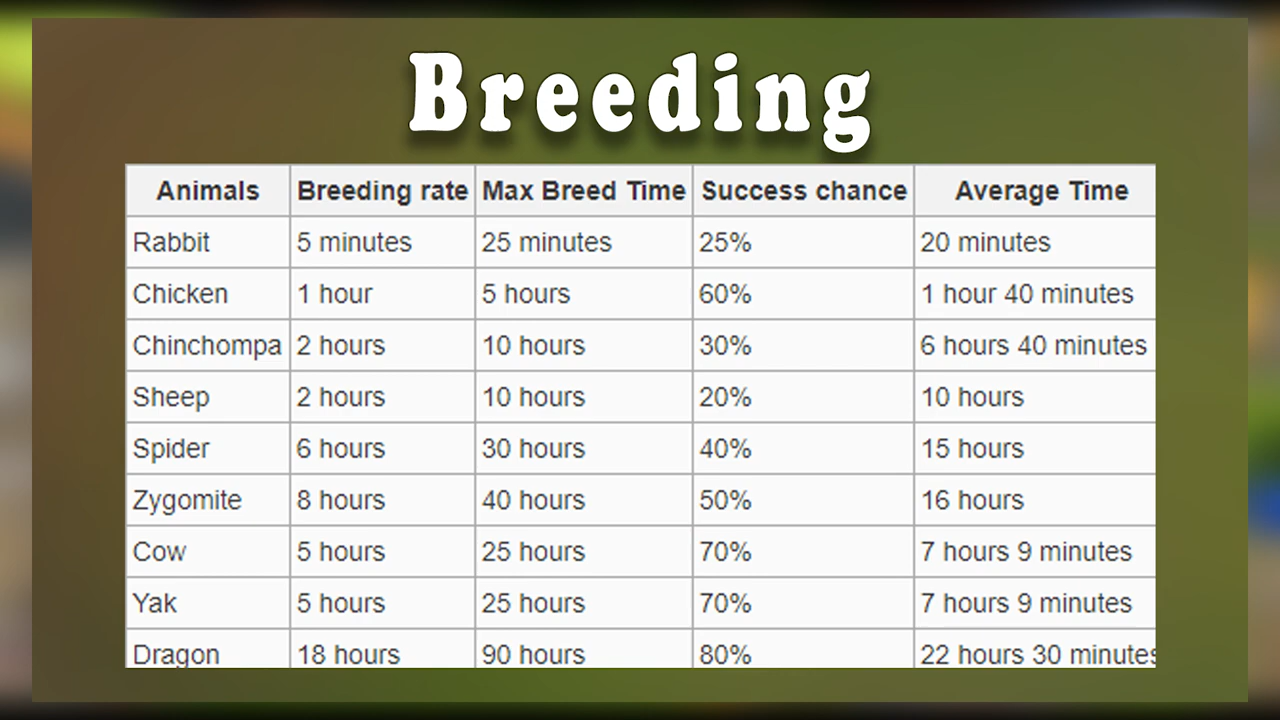 Breeding
Animals Breeding rate Max Breed Time Success chance Average Time
Rabbit 5 minutes 25 minutes 25% 20 minutes
Chicken 1 hour 5 hours 60% 1 hour 40 minutes
Chinchompa 2 hours 10 hours 30% 6 hours 40 minutes
Sheep 2 hours 10 hours 20% 10 hours
Spider 6 hours 30 hours 40% 15 hours
Zygomite 8 hours 40 hours 50% 16 hours
Cow 5 hours 25 hours 70% 7 hours 9 minutes
Yak 5 hours 25 hours 70% 7 hours 9 minutes
Dragon 18 hours 90 hours 80% 22 hours 30 minutes